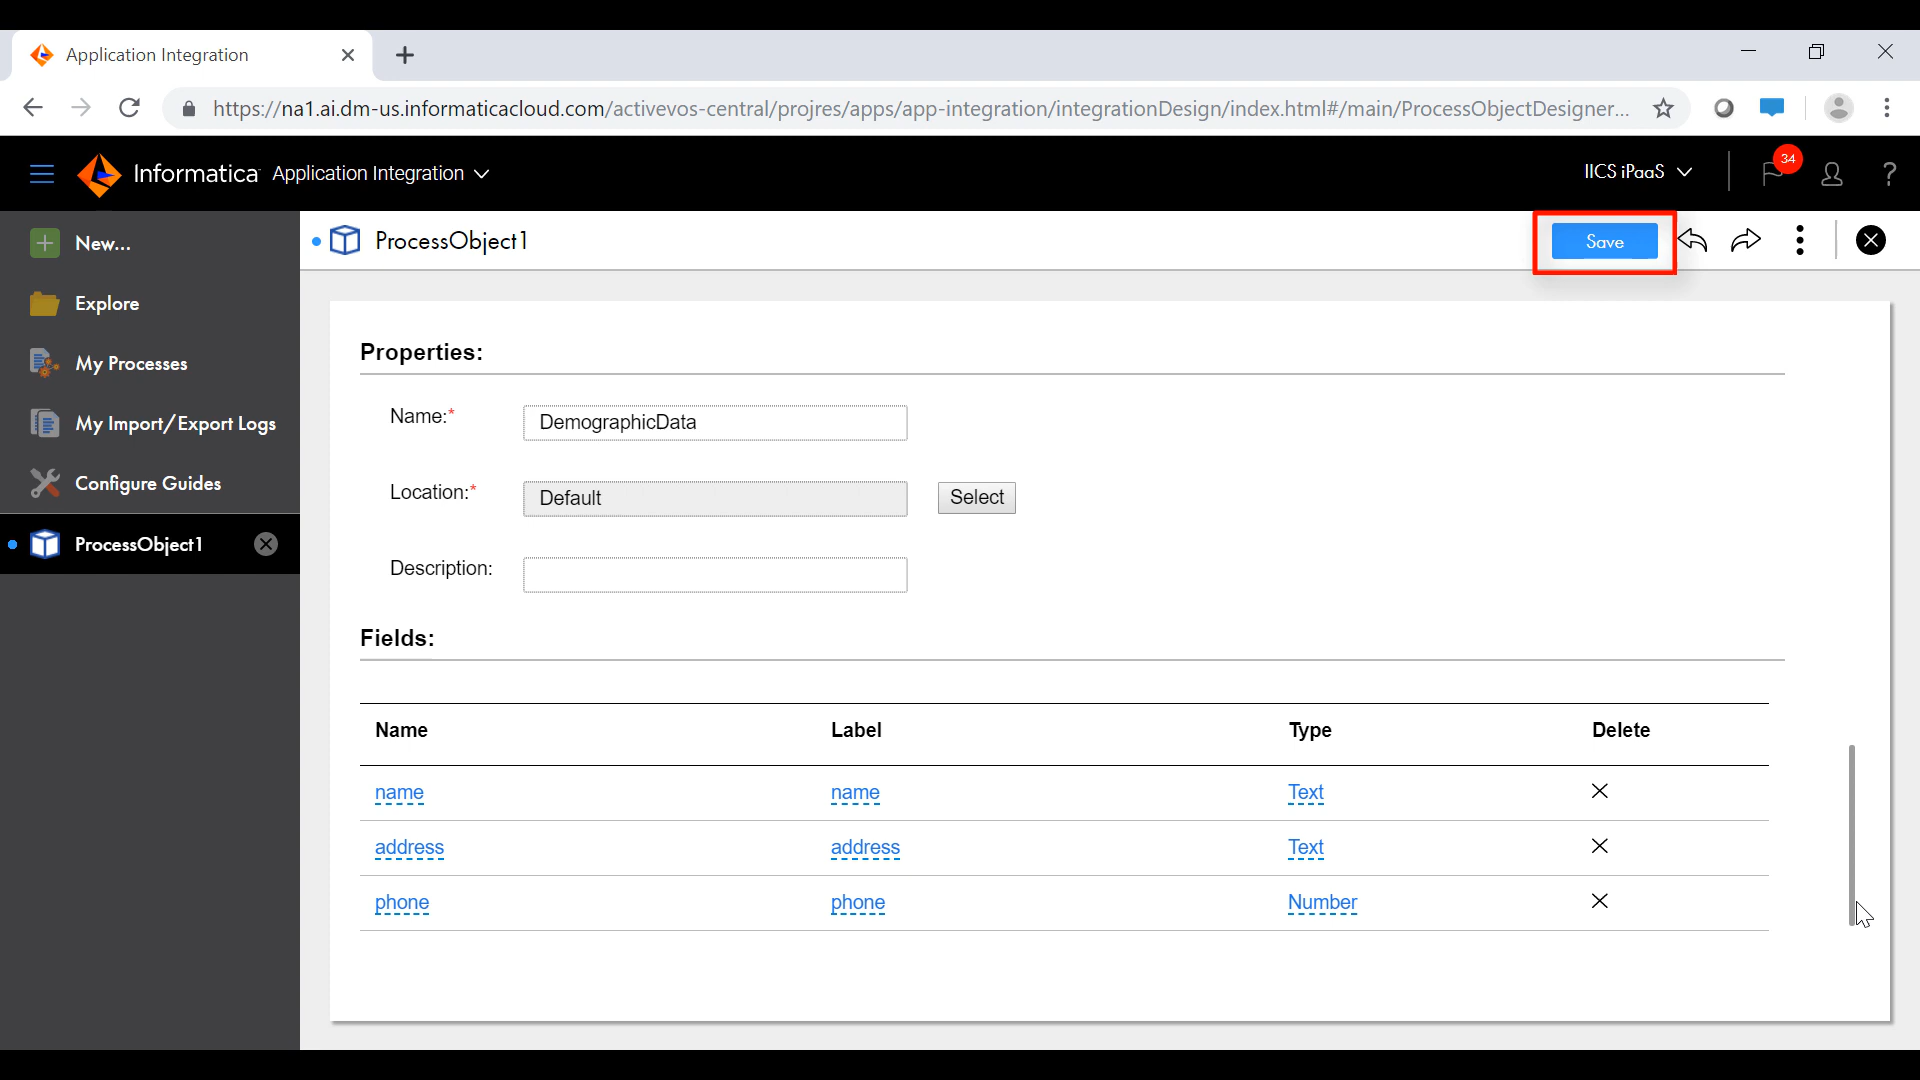 Application Integration
https://na1.ai.dm-us.informaticacloud.com/activevos-central/projres/apps/app-integration/integrationDesign/index.html#/main/ProcessObjectDesigner...
Informatica Application Integration
IICS iPaaS
34
?
New...
ProcessObject1
Save
Explore
My Processes
My Import/Export Logs
Configure Guides
ProcessObject1
Properties:
Name:* DemographicData
Location:* Default Select
Description:
Fields:
Name Label Type Delete
name name Text
address address Text
phone phone Number